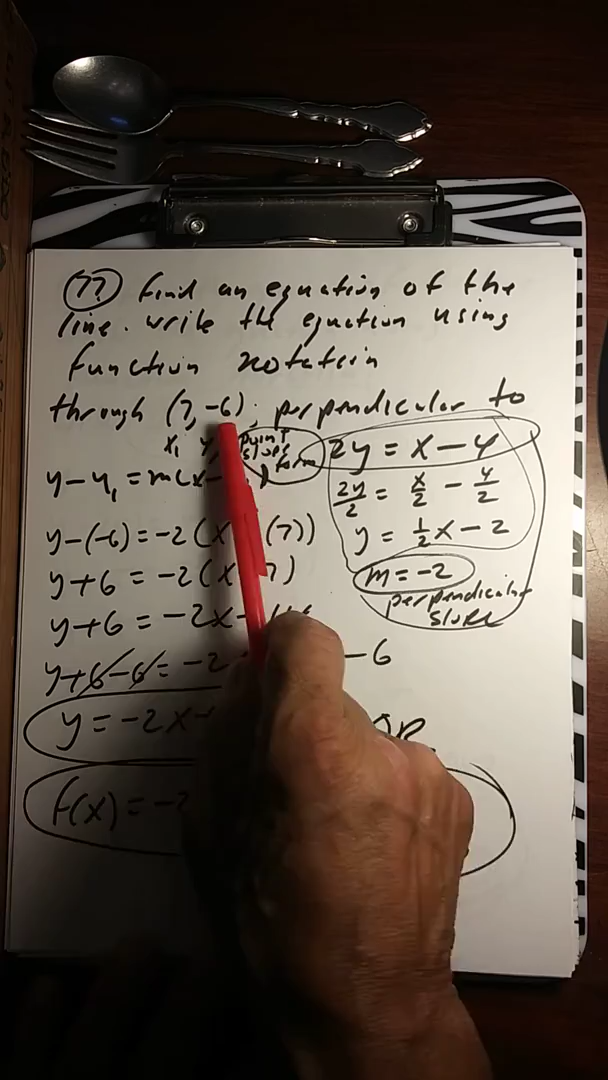 77 Find an equation of the
line. write the equation using
function notation
through (7, -6); perpendicular to
x₁ y point slope form 2y = x - 4
y - y₁ = m(x - 2y/2 = x/2 - 4/2
y - (-6) = -2(x (7)) y = 1/2x - 2
y + 6 = -2(x 7) m = -2
y + 6 = -2x perpendicular
slope
y + 6 - 6 = -2 - 6
y = -2x OR
f(x) = -2